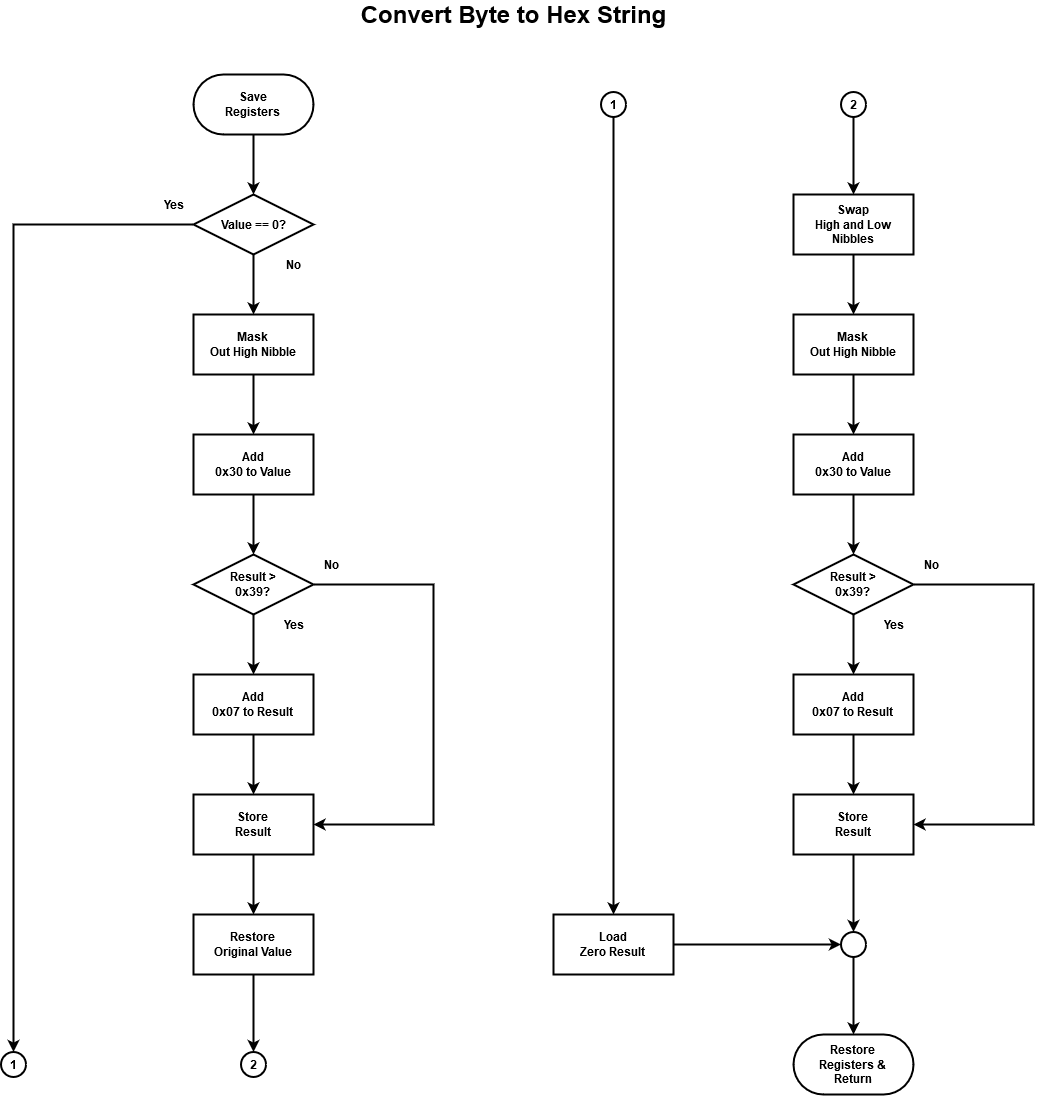 Convert Byte to Hex String
Save
Registers
Yes
Value == 0?
No
Mask
Out High Nibble
Add
0x30 to Value
Result >
0x39?
No
Yes
Add
0x07 to Result
Store
Result
Restore
Original Value
1
2
1
Load
Zero Result
2
Swap
High and Low
Nibbles
Mask
Out High Nibble
Add
0x30 to Value
Result >
0x39?
No
Yes
Add
0x07 to Result
Store
Result
Restore
Registers &
Return